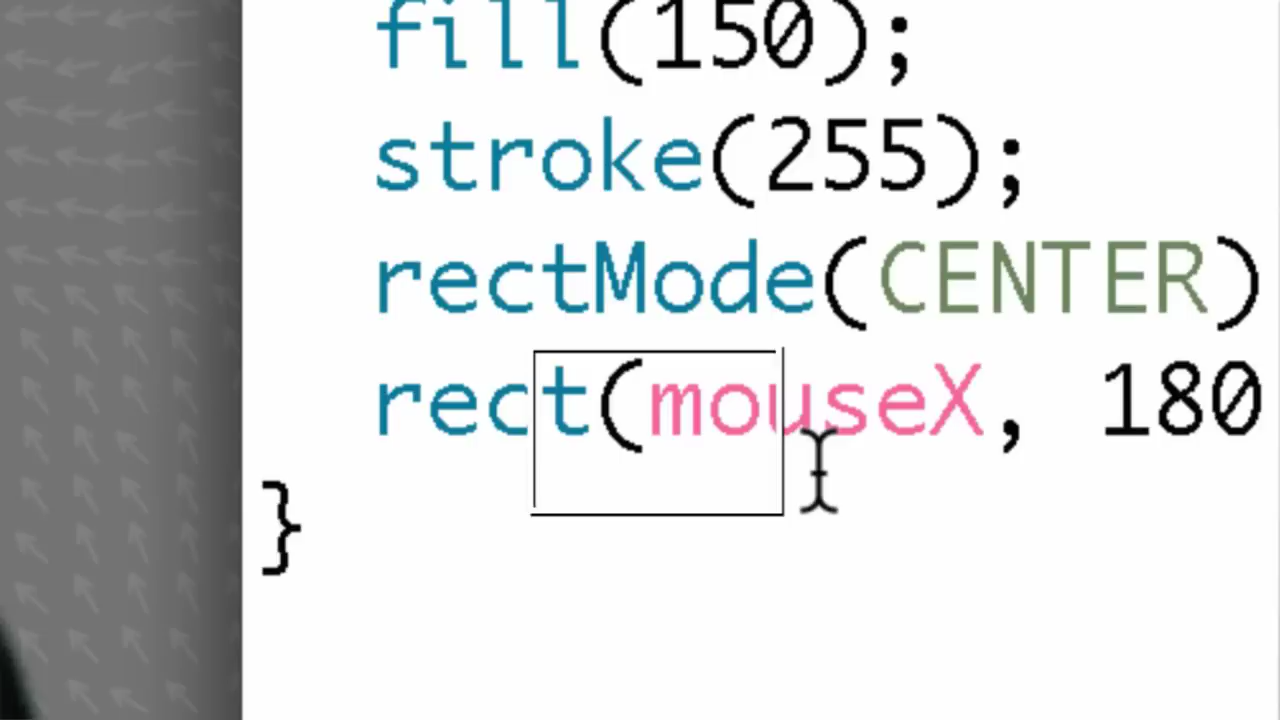 fill(150);
stroke(255);
rectMode(CENTER)
rect(mouseX, 180
}